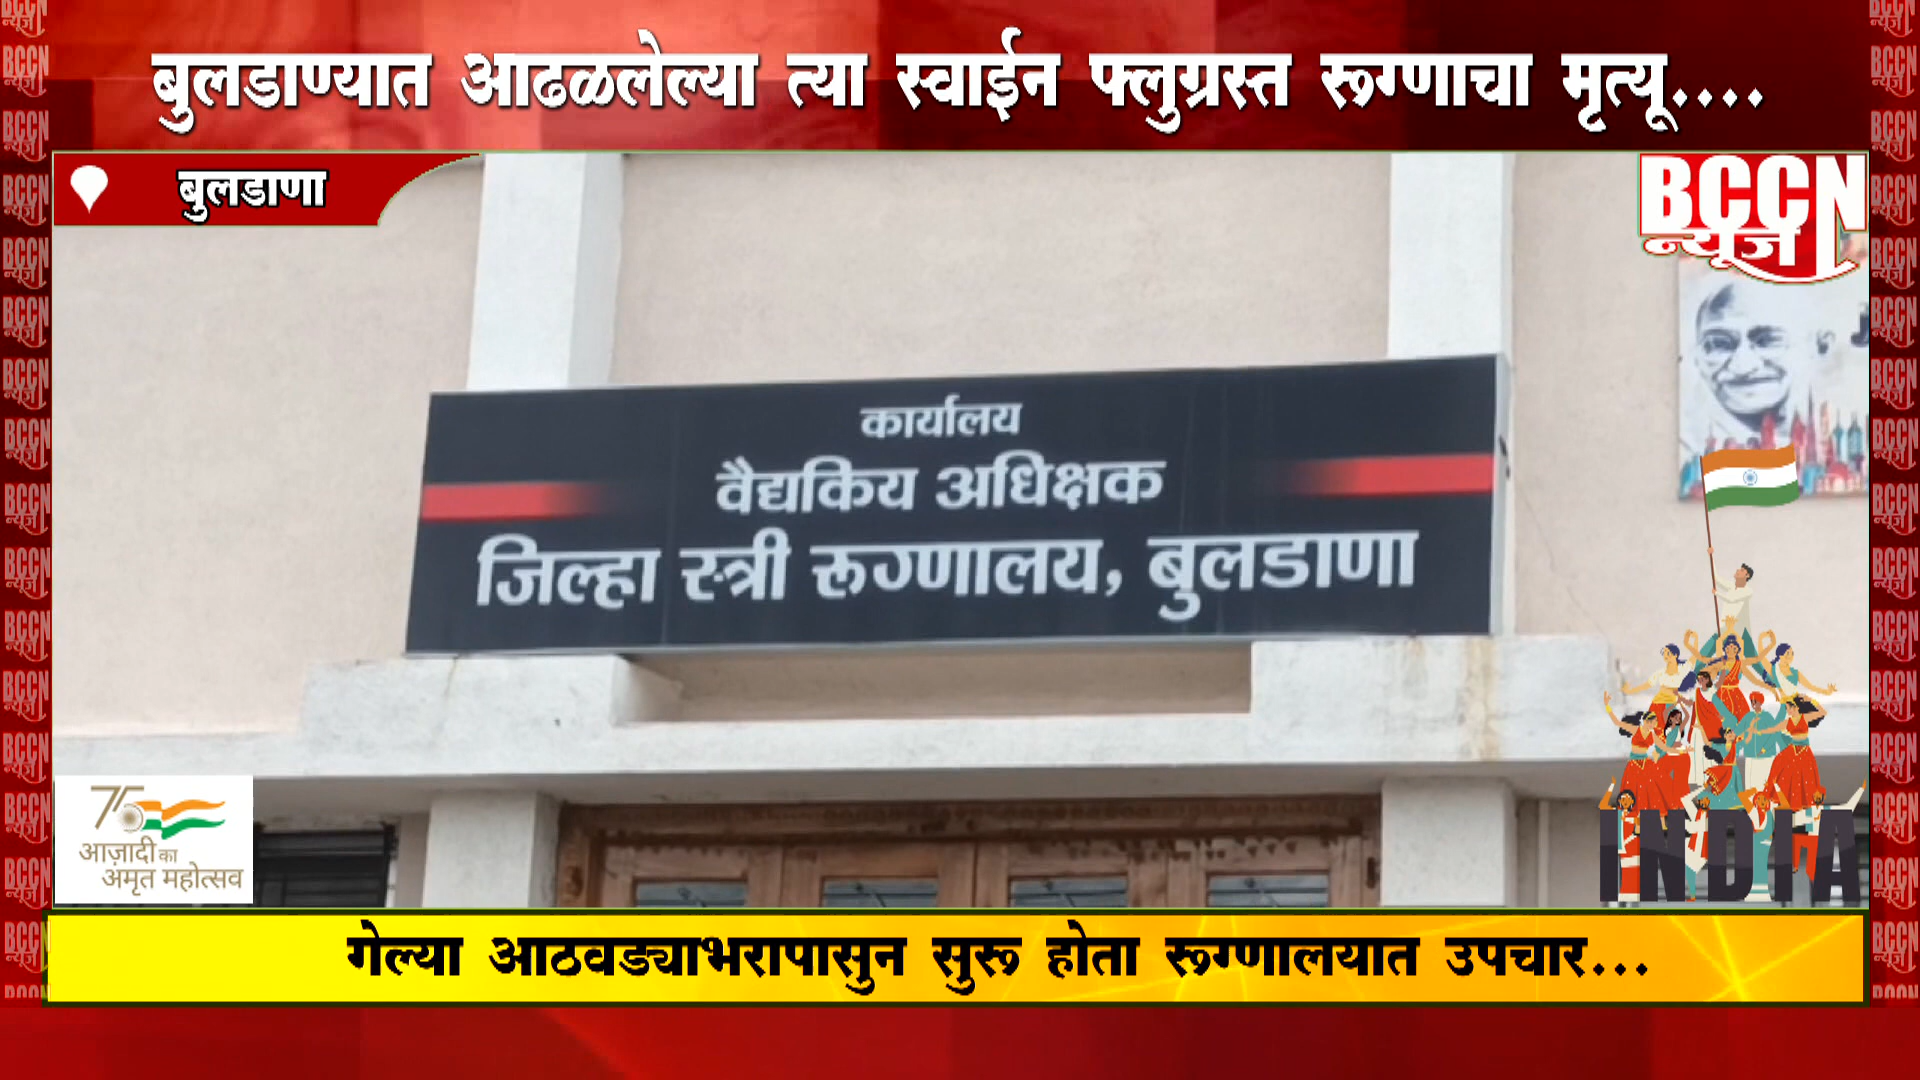 बुलडाण्यात आढळलेल्या त्या स्वाईन फ्लुग्रस्त रूग्णाचा मृत्यू....
बुलडाणा
BCCN
न्यूज
कार्यालय
वैद्यकिय अधिक्षक
जिल्हा स्त्री रुग्णालय, बुलडाणा
75
आज़ादी का
अमृत महोत्सव
INDIA
गेल्या आठवड्याभरापासुन सुरू होता रूग्णालयात उपचार...